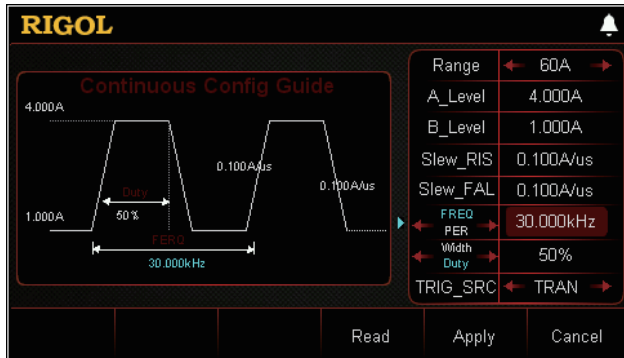 RIGOL
Continuous Config Guide
4.000A
0.100A/us
0.100A/us
Duty
50%
1.000A
FERQ
30.000kHz
Range 60A
A_Level 4.000A
B_Level 1.000A
Slew_RIS 0.100A/us
Slew_FAL 0.100A/us
FREQ
PER
30.000kHz
Width
Duty
50%
TRIG_SRC TRAN
Read Apply Cancel